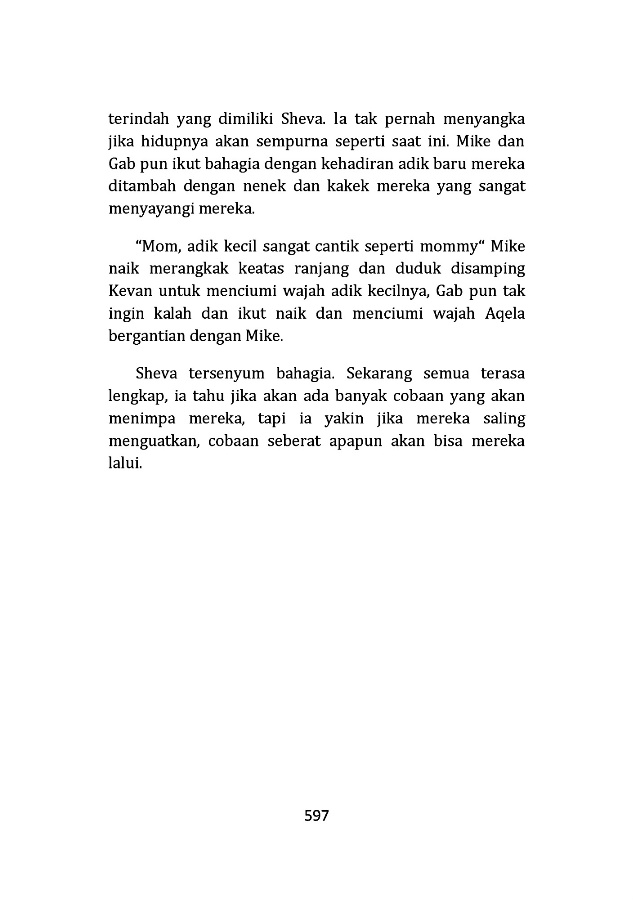 terindah yang dimiliki Sheva. Ia tak pernah menyangka
jika hidupnya akan sempurna seperti saat ini. Mike dan
Gab pun ikut bahagia dengan kehadiran adik baru mereka
ditambah dengan nenek dan kakek mereka yang sangat
menyayangi mereka.
“Mom, adik kecil sangat cantik seperti mommy“ Mike
naik merangkak keatas ranjang dan duduk disamping
Kevan untuk menciumi wajah adik kecilnya, Gab pun tak
ingin kalah dan ikut naik dan menciumi wajah Aqela
bergantian dengan Mike.
Sheva tersenyum bahagia. Sekarang semua terasa
lengkap, ia tahu jika akan ada banyak cobaan yang akan
menimpa mereka, tapi ia yakin jika mereka saling
menguatkan, cobaan seberat apapun akan bisa mereka
lalui.
597